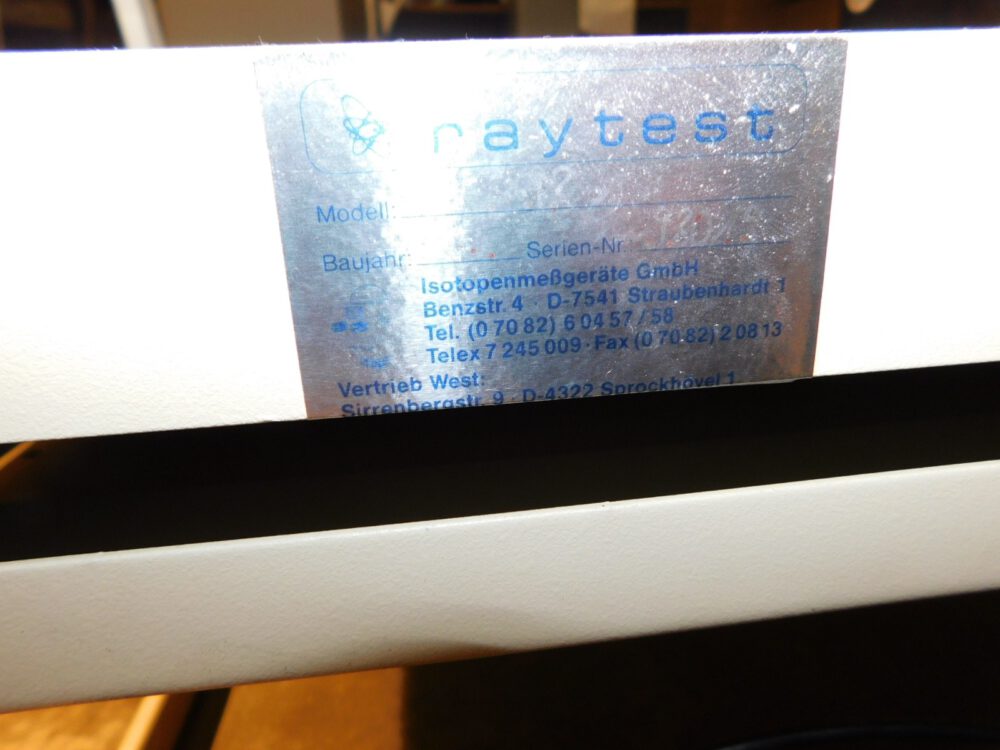 raytest
Modell:
Baujahr: Serien-Nr.
Isotopenmeßgeräte GmbH
Benzstr. 4 · D-7541 Straubenhardt 1
Tel. (0 70 82) 6 04 57 / 58
Telex 7 245 009 · Fax (0 70 82) 2 08 13
Vertrieb West:
Sirrenbergstr. 9 · D-4322 Sprockhövel 1